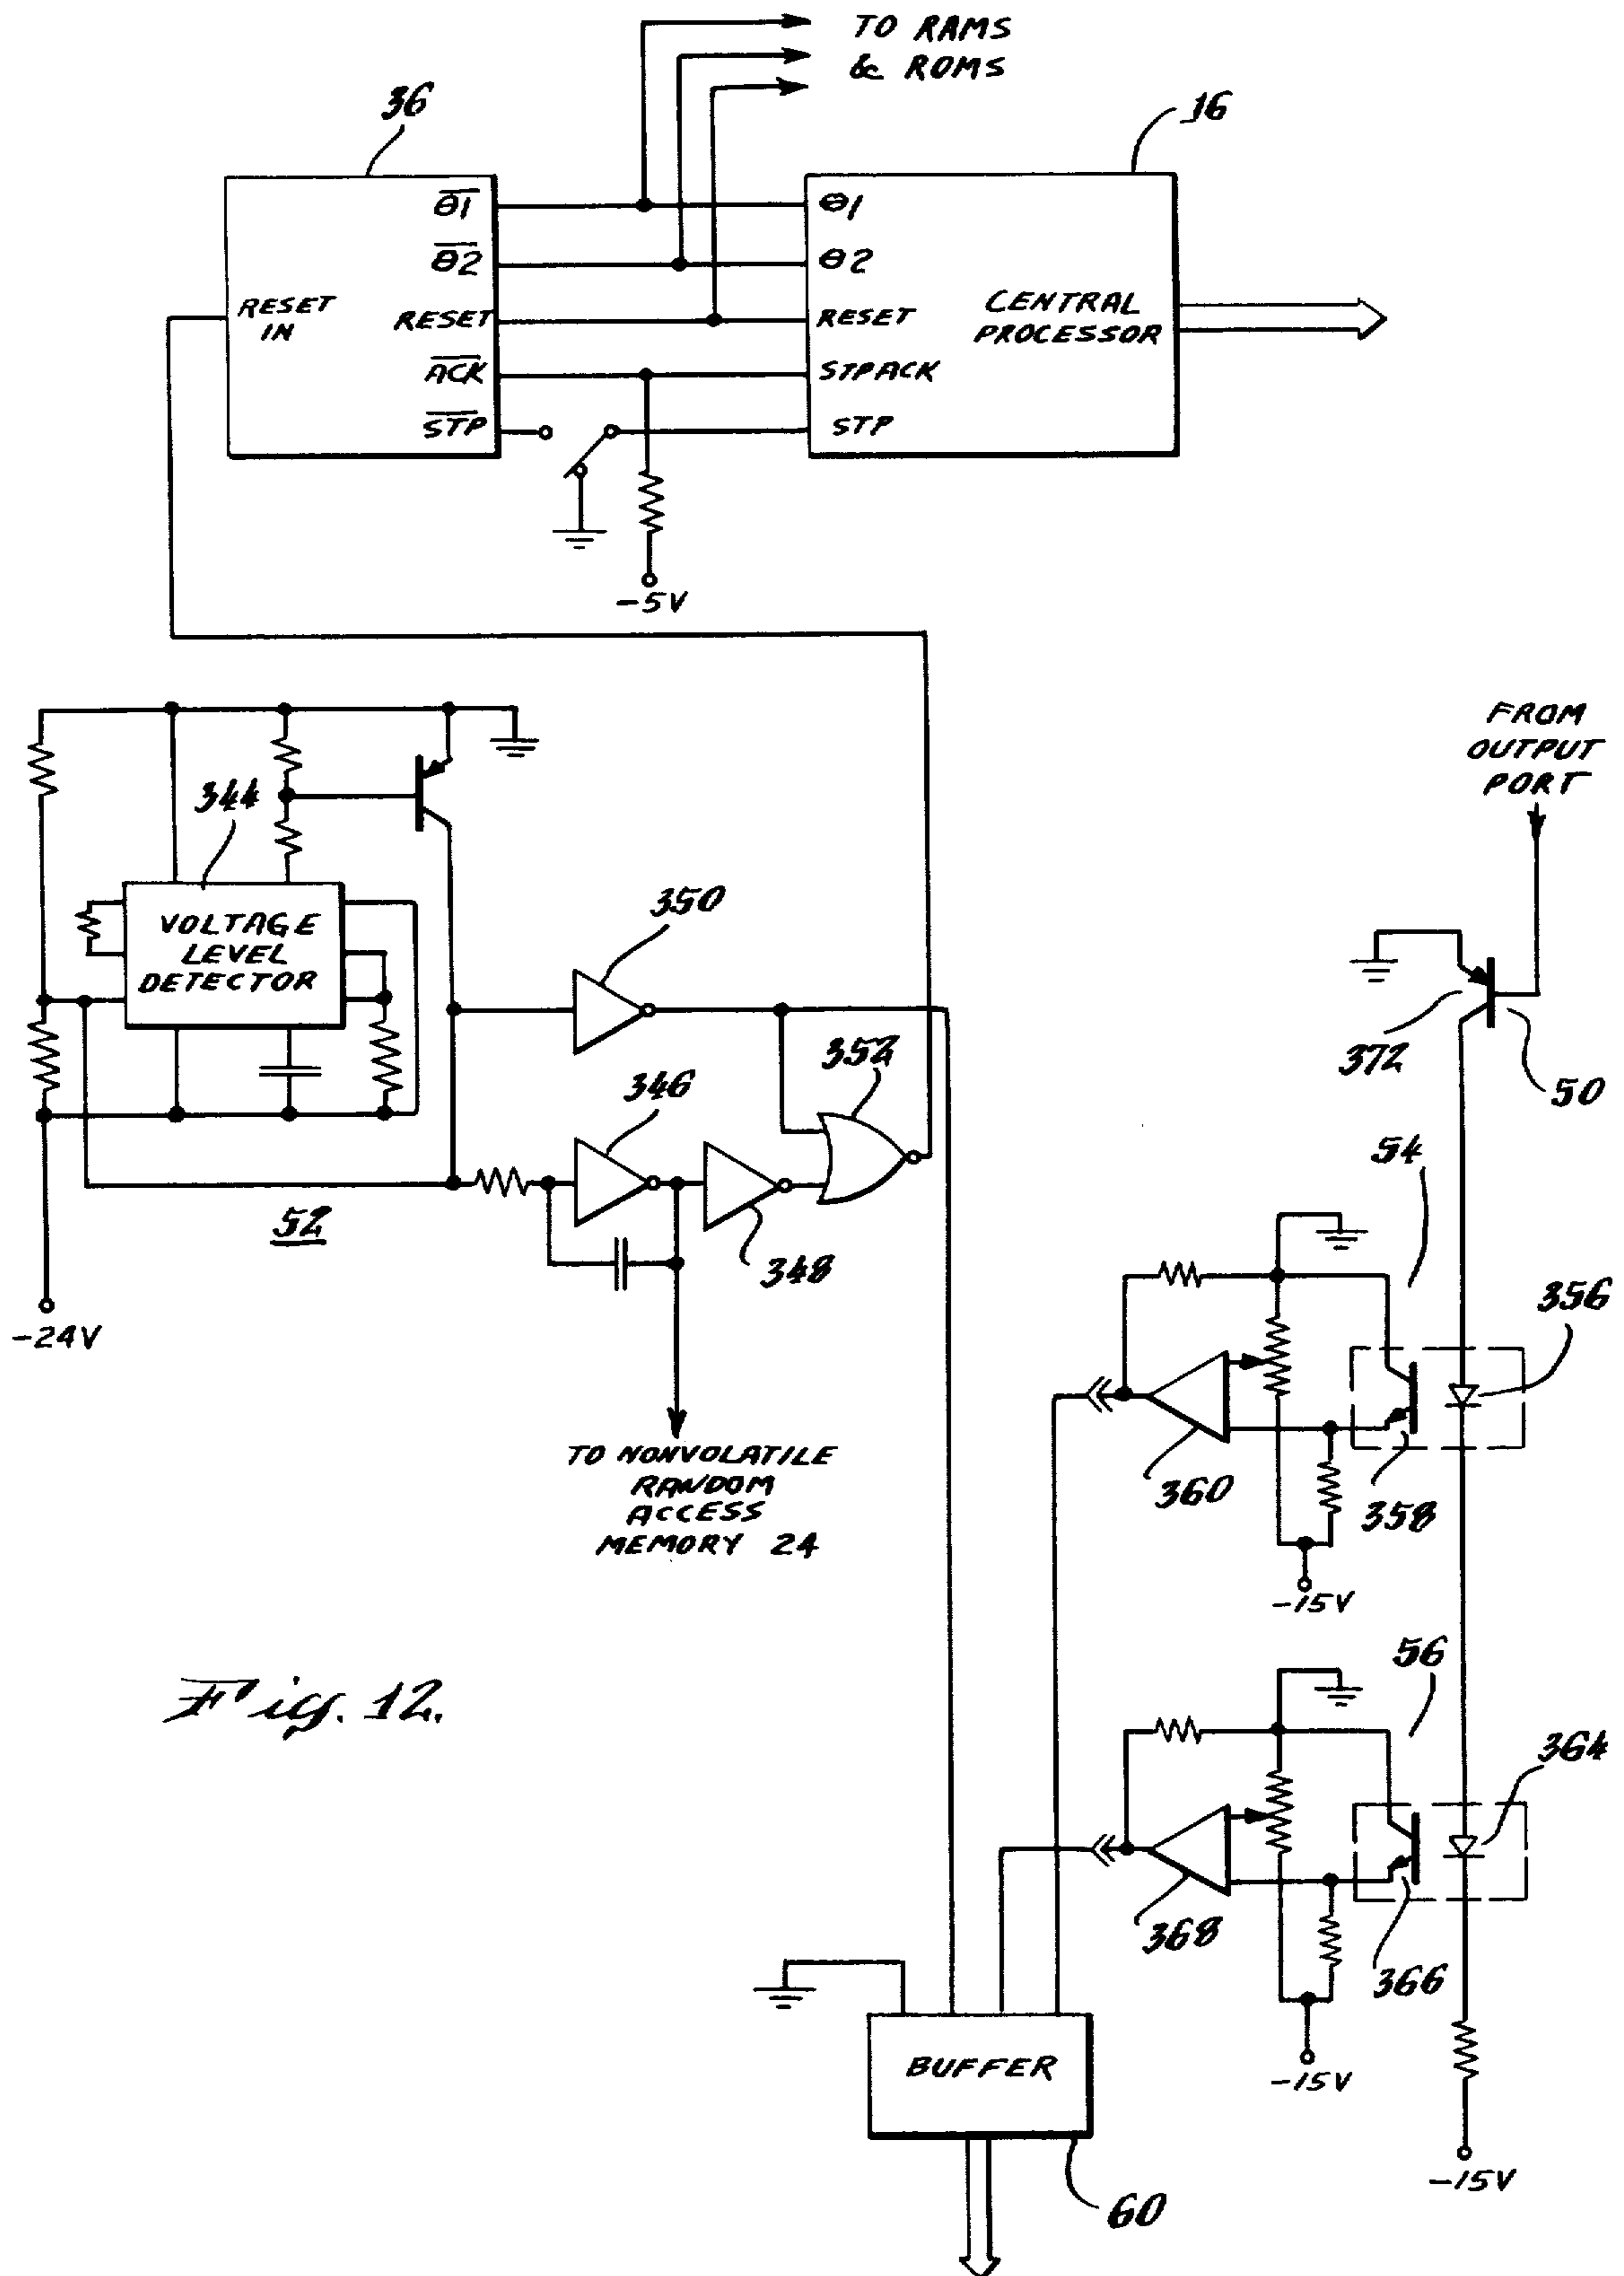 TO RAMS
& ROMS
36
16
Θ1
Θ1
Θ2
Θ2
RESET
IN
RESET
RESET
CENTRAL
PROCESSOR
ACK
STPACK
STP
STP
-5V
FROM
OUTPUT
PORT
344
VOLTAGE
LEVEL
DETECTOR
350
352
346
348
52
-24V
372
50
54
356
360
358
-15V
TO NONVOLATILE
RANDOM
ACCESS
MEMORY 24
Fig. 12.
56
364
368
366
-15V
BUFFER
-15V
60